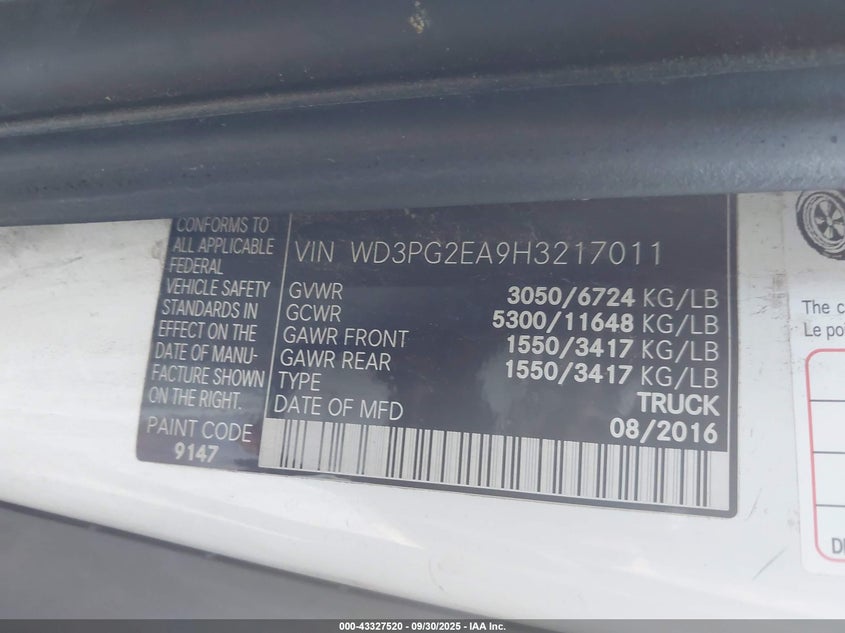 CONFORMS TO
ALL APPLICABLE
FEDERAL
VEHICLE SAFETY
STANDARDS IN
EFFECT ON THE
DATE OF MANU-
FACTURE SHOWN
ON THE RIGHT.
PAINT CODE
9147
VIN WD3PG2EA9H3217011
GVWR 3050/6724 KG/LB
GCWR 5300/11648 KG/LB
GAWR FRONT 1550/3417 KG/LB
GAWR REAR 1550/3417 KG/LB
TYPE TRUCK
DATE OF MFD 08/2016
The c
Le po
000-43327520 - 09/30/2025 - IAA Inc.